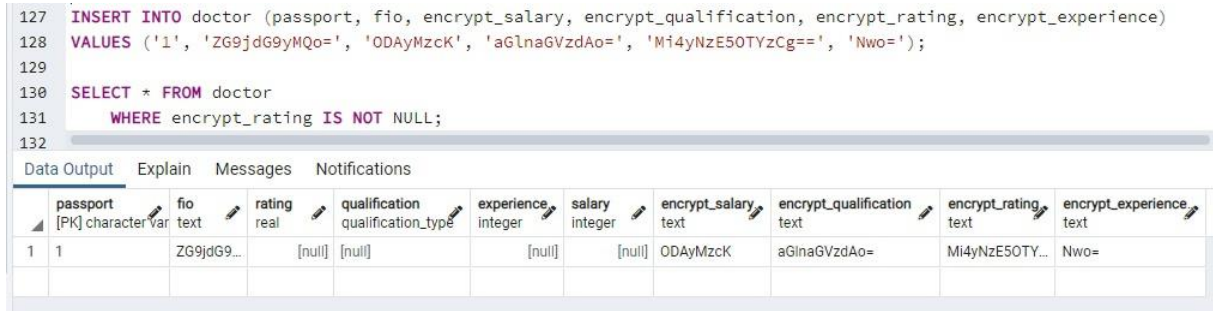 127 INSERT INTO doctor (passport, fio, encrypt_salary, encrypt_qualification, encrypt_rating, encrypt_experience)
128 VALUES ('1', 'ZG9jdG9yMQo=', 'ODAyMzcK', 'aGlnaGVzdAo=', 'Mi4yNzE5OTYzCg==', 'Nwo=');
129
130 SELECT * FROM doctor
131 WHERE encrypt_rating IS NOT NULL;
132
Data Output Explain Messages Notifications
passport fio rating qualification experience salary encrypt_salary encrypt_qualification encrypt_rating encrypt_experience
[PK] character var text real qualification_type integer integer text text text text
1 1 ZG9jdG9... [null] [null] [null] [null] ODAyMzcK aGlnaGVzdAo= Mi4yNzE5OTY... Nwo=